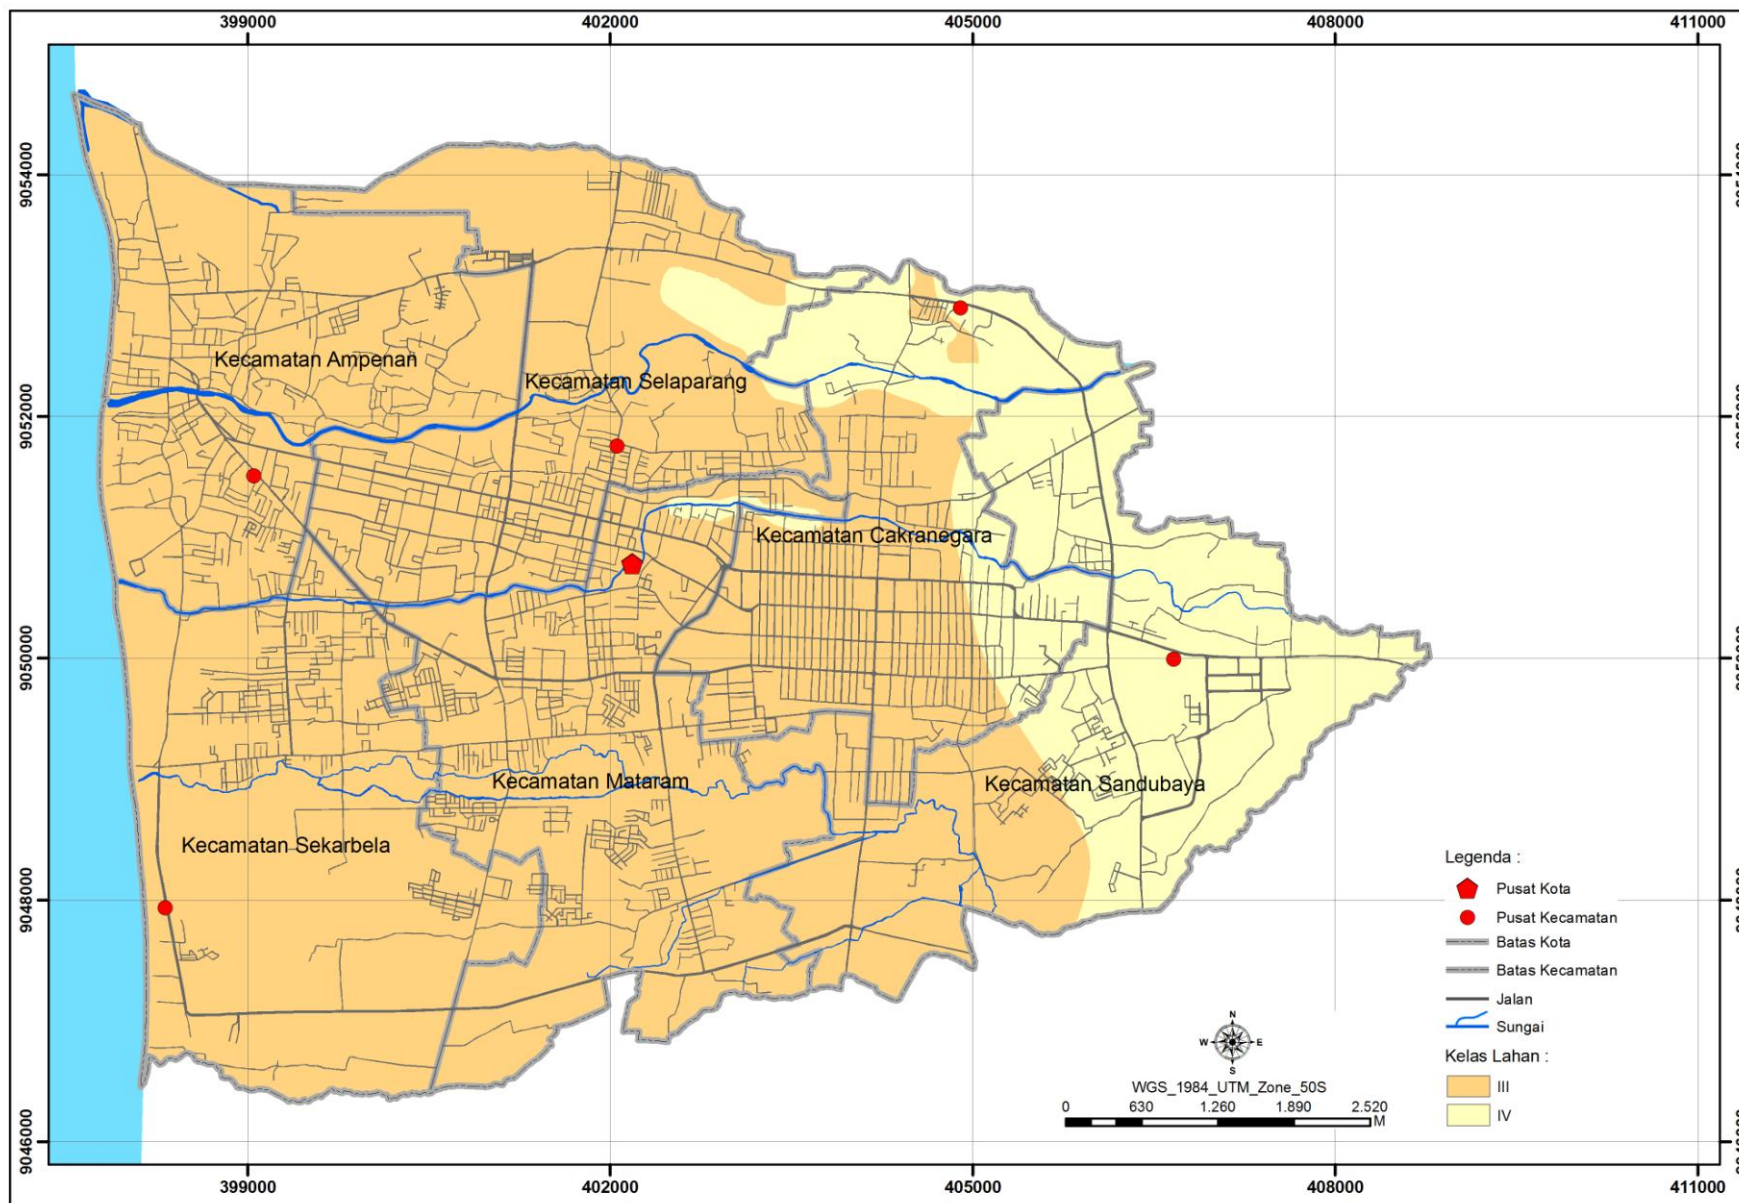 399000 402000 405000 408000 411000
9054000
9052000
9050000
9048000
9046000
Kecamatan Ampenan
Kecamatan Selaparang
Kecamatan Cakranegara
Kecamatan Mataram
Kecamatan Sandubaya
Kecamatan Sekarbela
Legenda :
Pusat Kota
Pusat Kecamatan
Batas Kota
Batas Kecamatan
Jalan
Sungai
Kelas Lahan :
III
IV
N
W E
S
WGS_1984_UTM_Zone_50S
0 630 1.260 1.890 2.520
M
399000 402000 405000 408000 411000